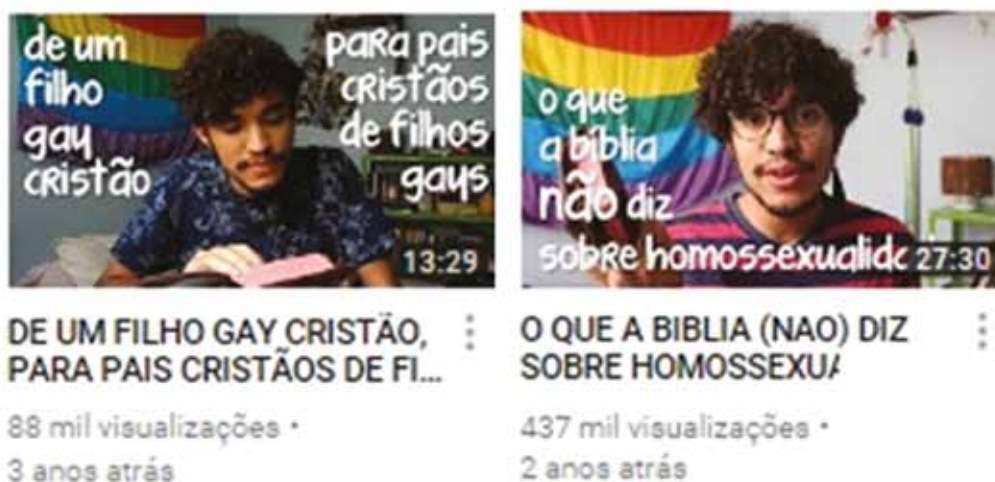 de um
filho
gay
cristão
para pais
cristãos
de filhos
gays
13:29
DE UM FILHO GAY CRISTÃO,
PARA PAIS CRISTÃOS DE FI...
88 mil visualizações •
3 anos atrás
o que
a bíblia
não diz
sobre homossexualida
27:30
O QUE A BIBLIA (NAO) DIZ
SOBRE HOMOSSEXUA
437 mil visualizações •
2 anos atrás